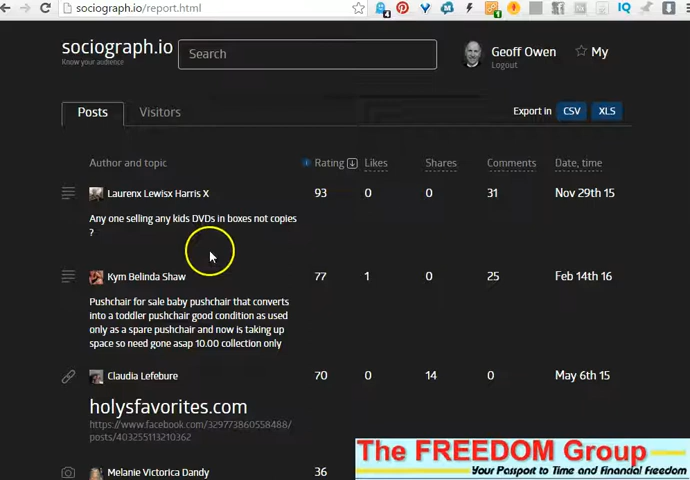 sociograph.io/report.html
4
1
IQ
sociograph.io
Know your audience
Search
Geoff Owen
Logout
My
Posts
Visitors
Export in
CSV
XLS
Author and topic
Rating
Likes
Shares
Comments
Date, time
Laurenx Lewisx Harris X
93
0
0
31
Nov 29th 15
Any one selling any kids DVDs in boxes not copies
?
Kym Belinda Shaw
77
1
0
25
Feb 14th 16
Pushchair for sale baby pushchair that converts
into a toddler pushchair good condition as used
only as a spare pushchair and now is taking up
space so need gone asap 10.00 collection only
Claudia Lefebure
70
0
14
0
May 6th 15
holysfavorites.com
https://www.facebook.com/329773860558488/
posts/403255113210362
Melanie Victorica Dandy
36
The FREEDOM Group
Your Passport to Time and Financial Freedom